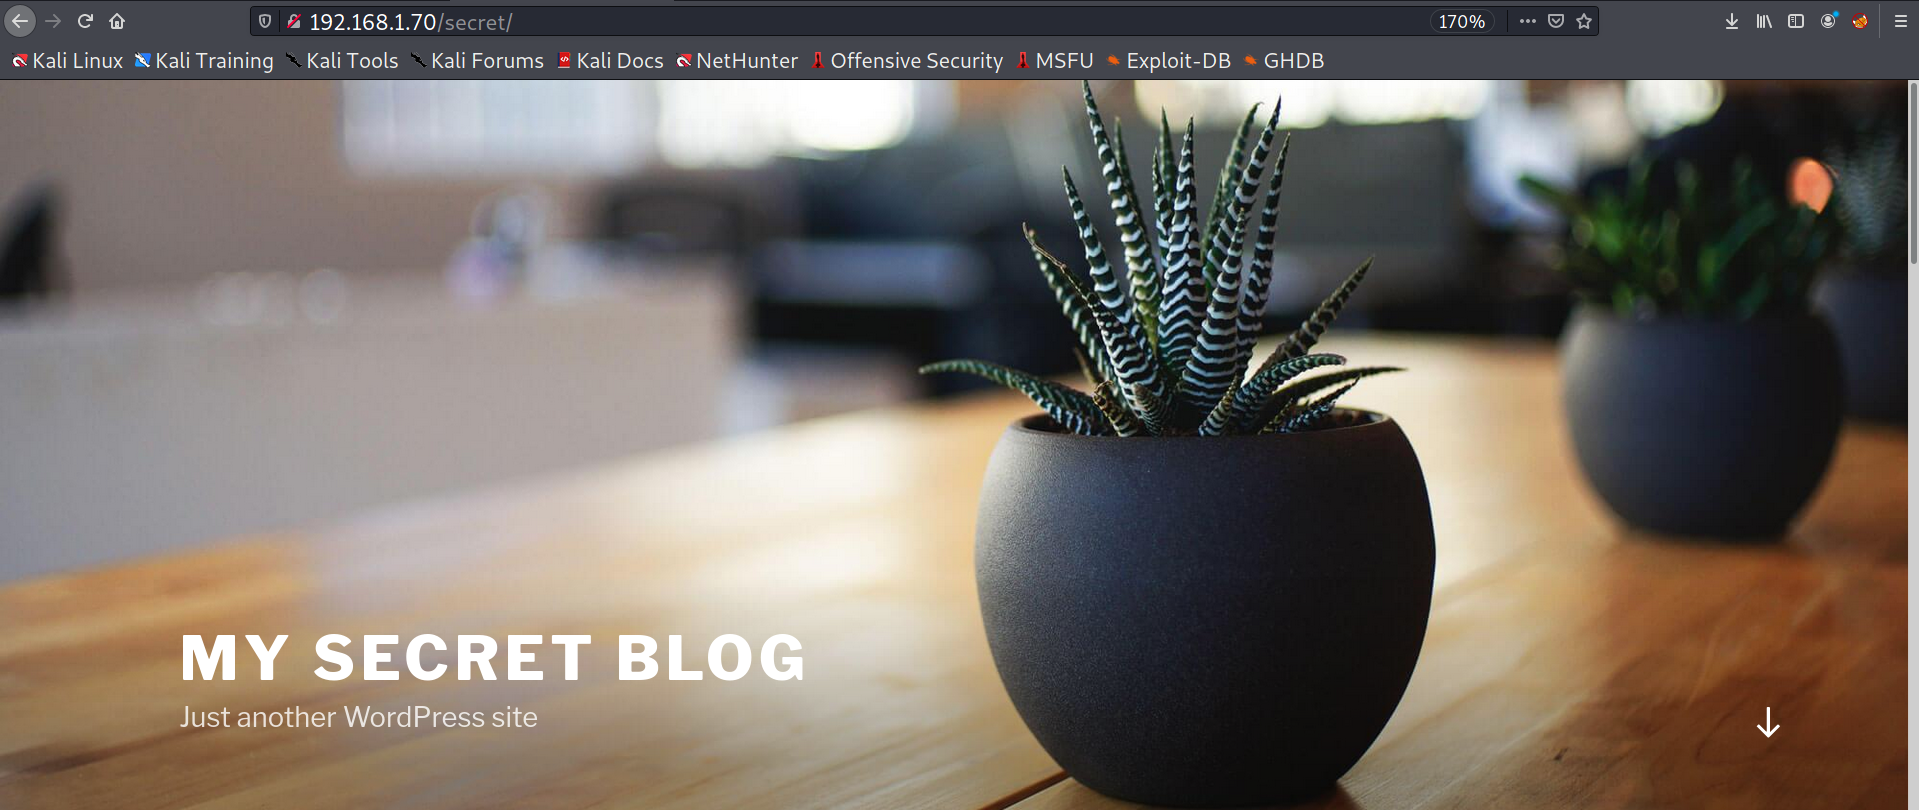 192.168.1.70/secret/
170%
Kali Linux Kali Training Kali Tools Kali Forums Kali Docs NetHunter Offensive Security MSFU Exploit-DB GHDB
MY SECRET BLOG
Just another WordPress site